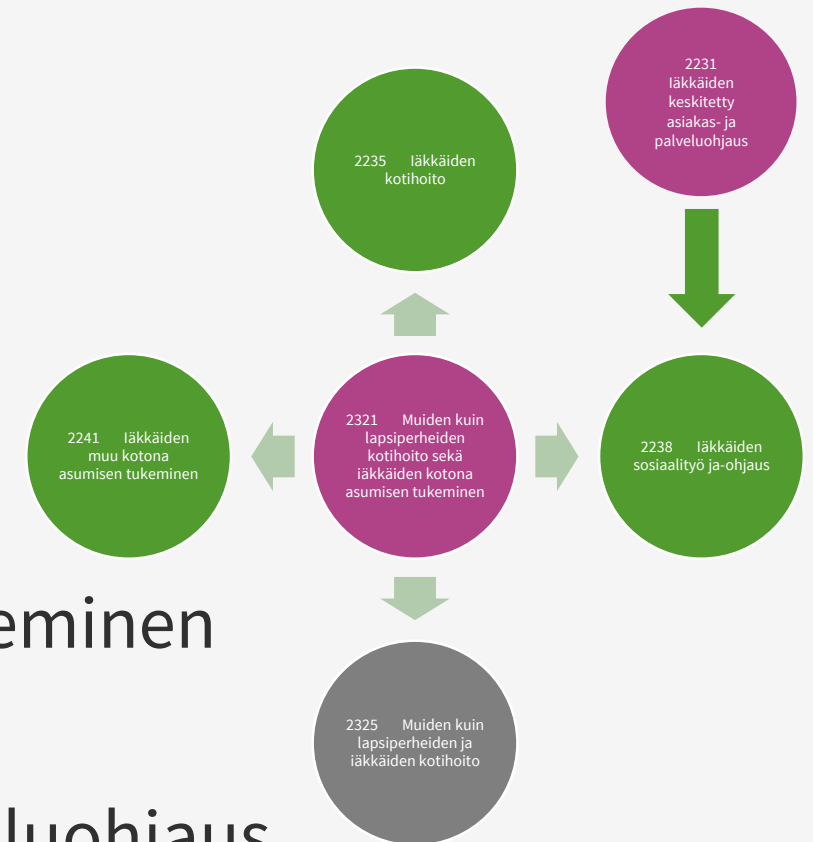 2231
Iäkkäiden
keskitetty
asiakas- ja
palveluohjaus
2235 Iäkkäiden
kotihoito
2241 Iäkkäiden
muu kotona
asumisen tukeminen
2321 Muiden kuin
lapsiperheiden
kotihoito sekä
iäkkäiden kotona
asumisen tukeminen
2238 Iäkkäiden
sosiaalityö ja-ohjaus
eminen
2325 Muiden kuin
lapsiperheiden ja
iäkkäiden kotihoito
luohjaus